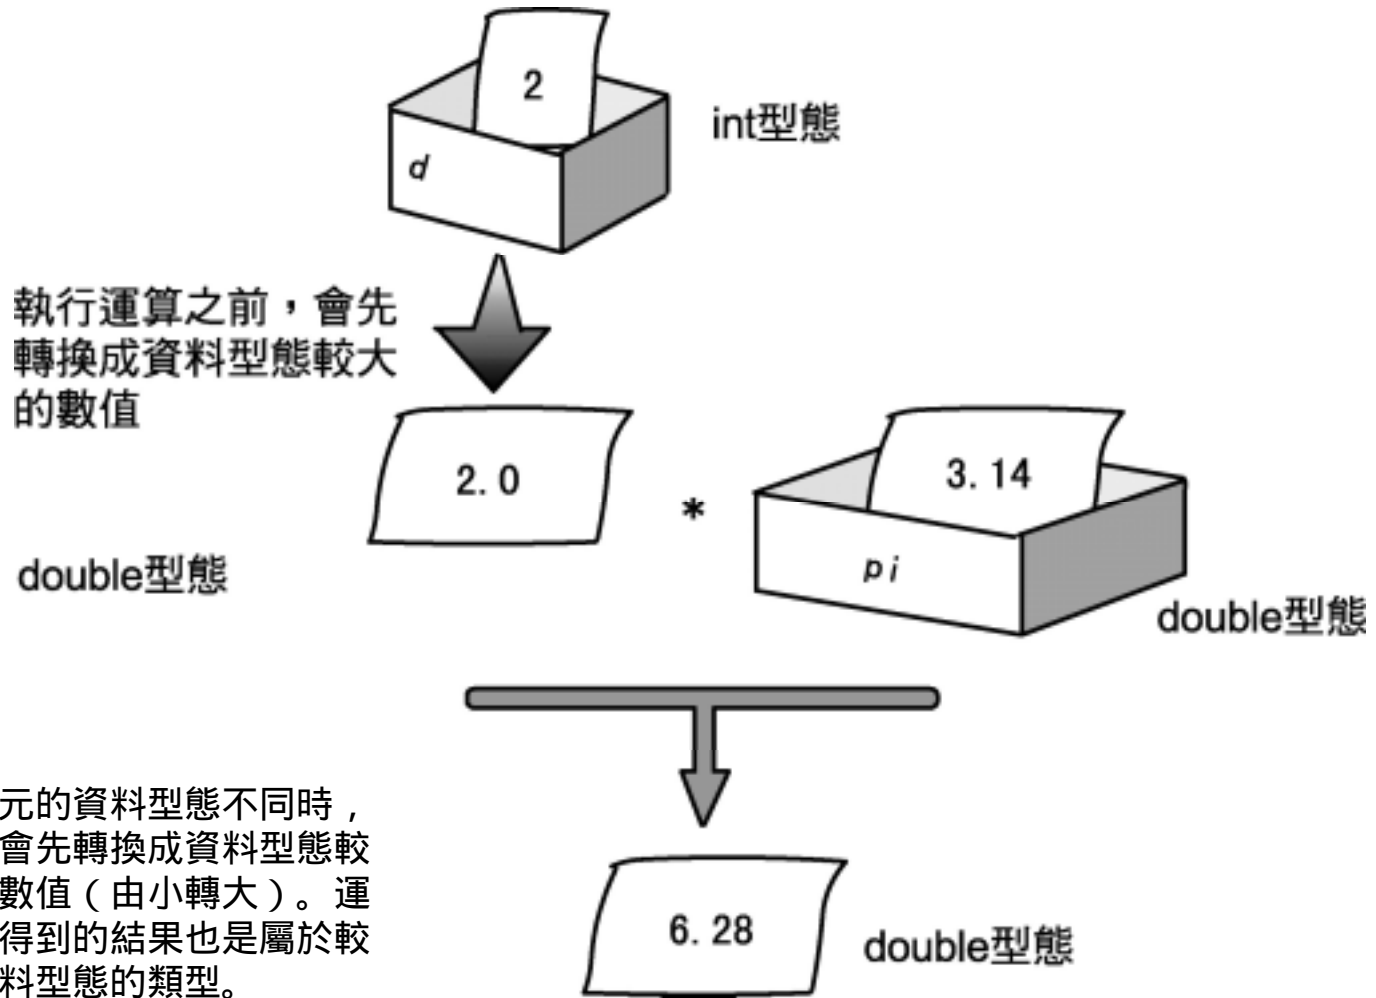 2
int型態
d
執行運算之前，會先
轉換成資料型態較大
的數值
2.0
*
3.14
pi
double型態
double型態
元的資料型態不同時，
會先轉換成資料型態較
數值（由小轉大）。運
得到的結果也是屬於較
料型態的類型。
6.28
double型態